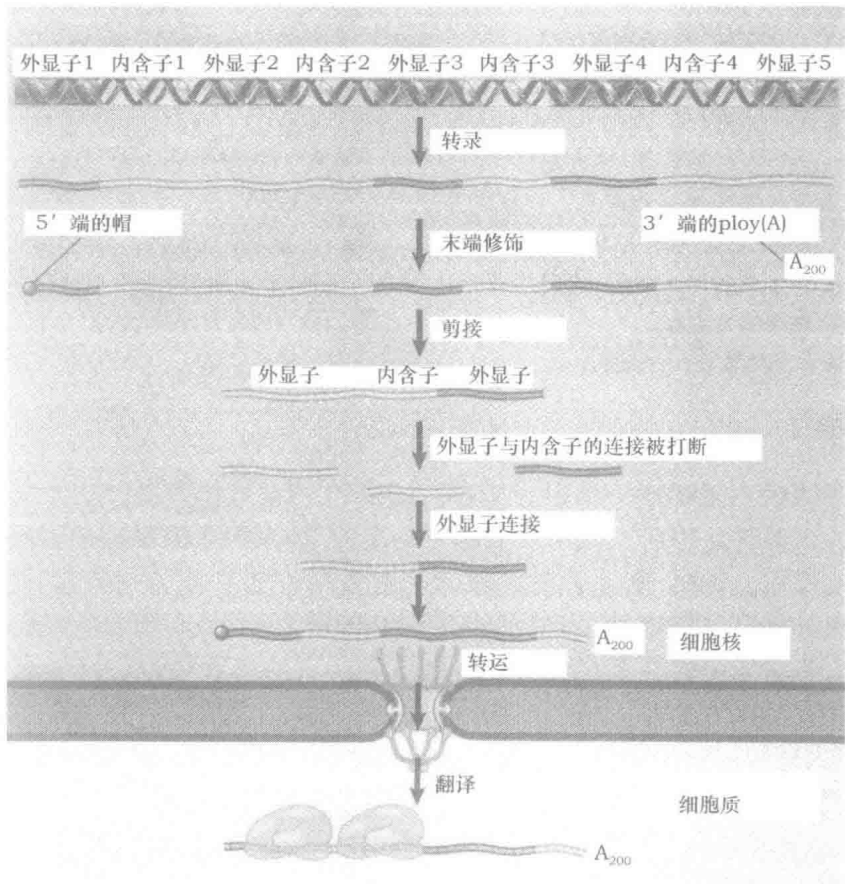 外显子1 内含子1 外显子2 内含子2 外显子3 内含子3 外显子4 内含子4 外显子5
转录
5′端的帽
3′端的ploy(A)
末端修饰
A₂₀₀
剪接
外显子 内含子 外显子
外显子与内含子的连接被打断
外显子连接
A₂₀₀ 细胞核
转运
翻译
细胞质
A₂₀₀